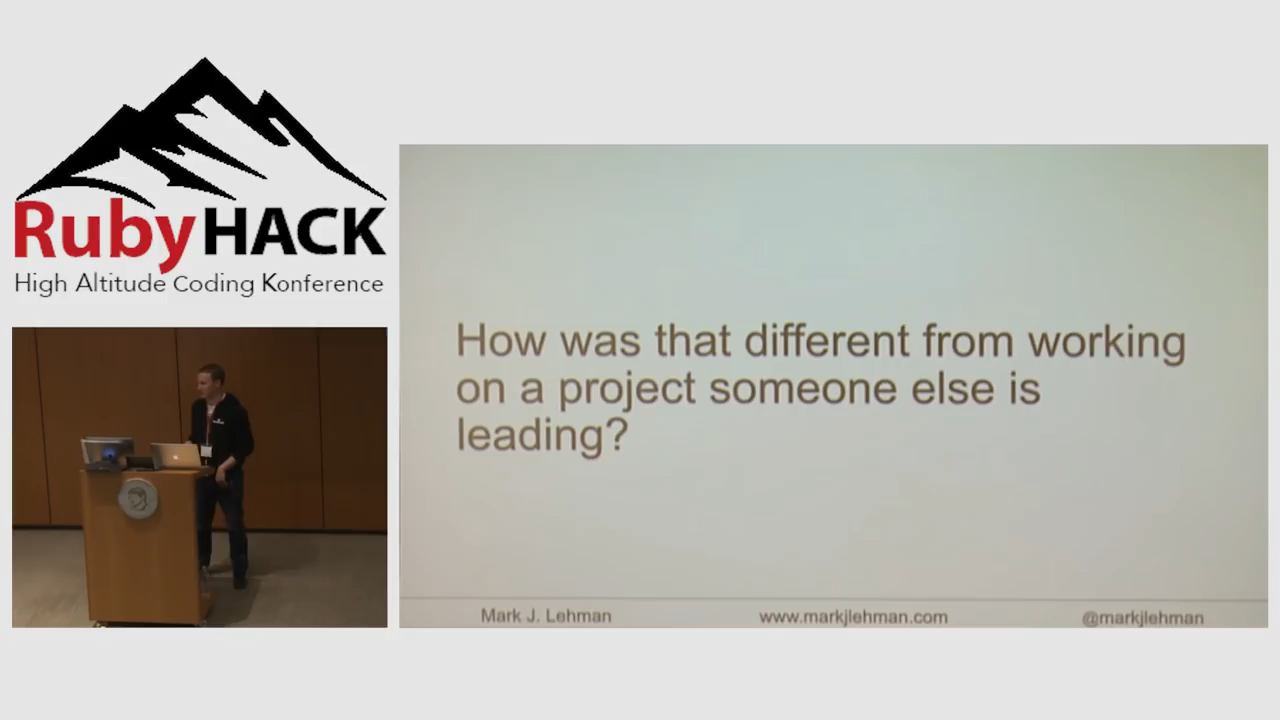 RubyHACK
High Altitude Coding Konference
How was that different from working
on a project someone else is
leading?
Mark J. Lehman
www.markjlehman.com
@markjlehman